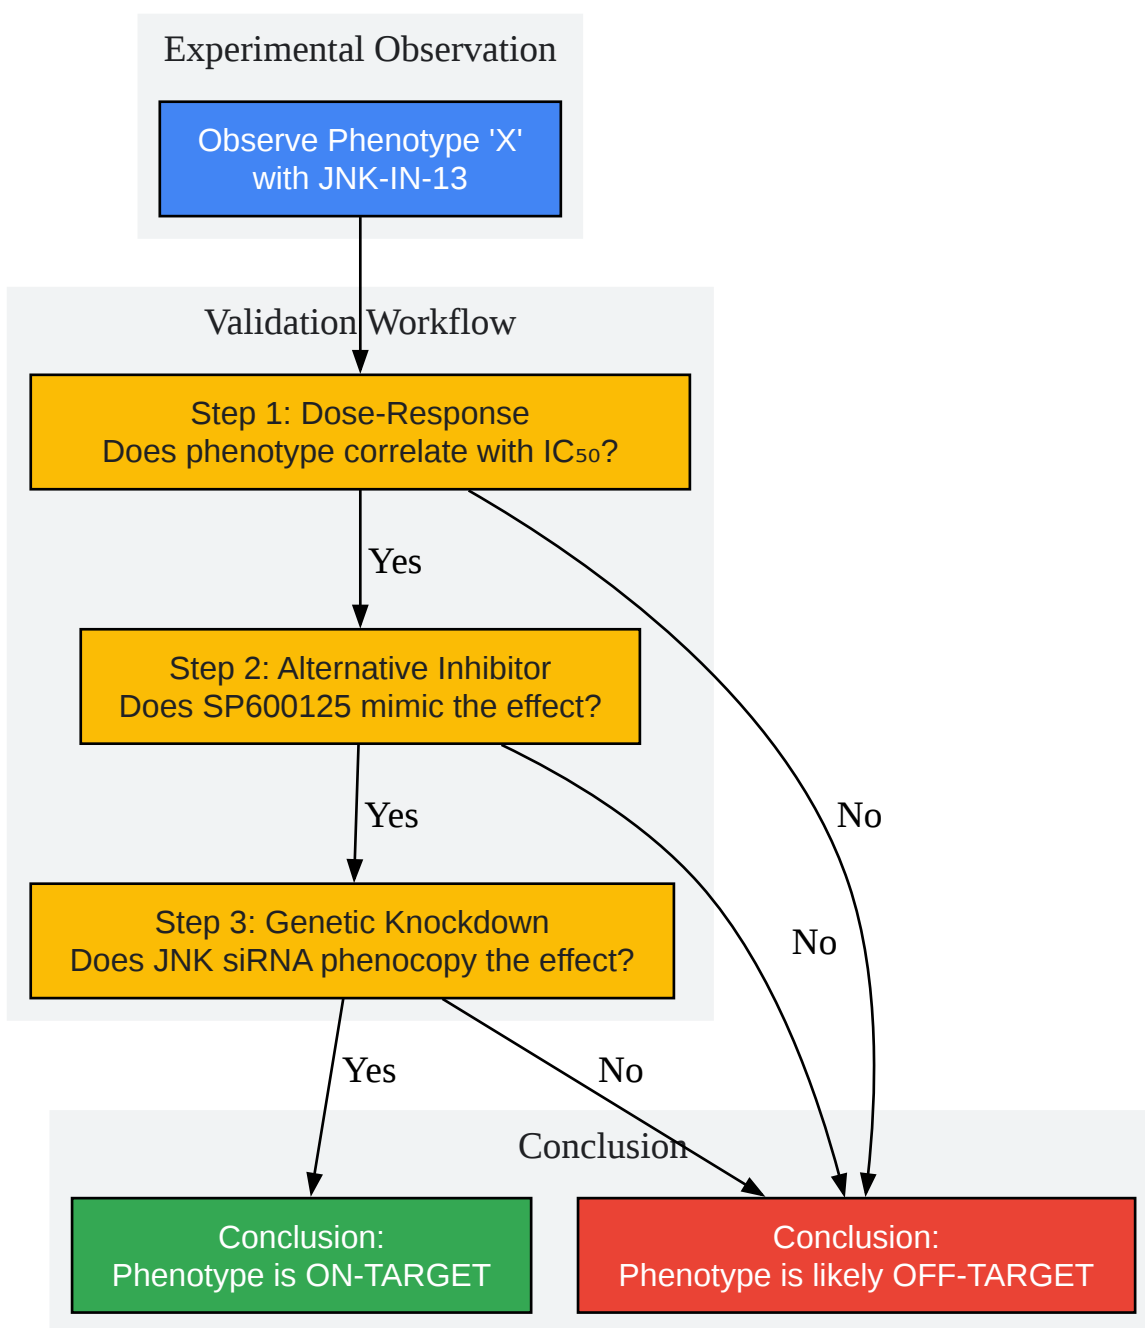 Experimental Observation
Observe Phenotype 'X'
with JNK-IN-13
Validation Workflow
Step 1: Dose-Response
Does phenotype correlate with IC₅₀?
Yes
Step 2: Alternative Inhibitor
Does SP600125 mimic the effect?
Yes
No
Step 3: Genetic Knockdown
Does JNK siRNA phenocopy the effect?
No
Yes
No
Conclusion
Conclusion:
Phenotype is ON-TARGET
Conclusion:
Phenotype is likely OFF-TARGET